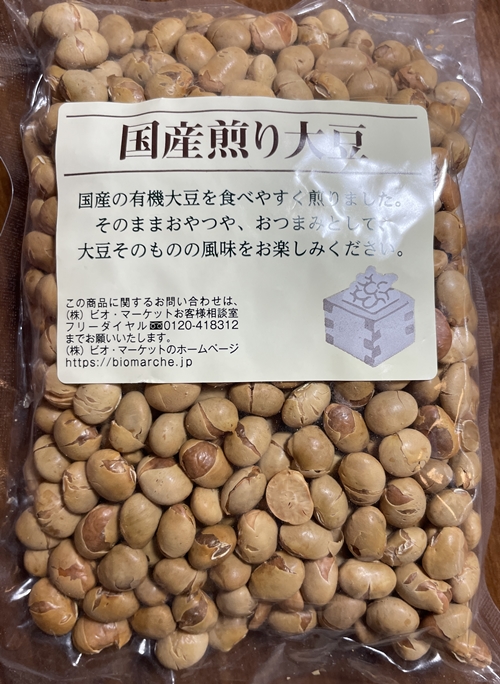 国産煎り大豆
国産の有機大豆を食べやすく煎りました。
そのままおやつや、おつまみとして、
大豆そのものの風味をお楽しみください。
この商品に関するお問い合わせは、
(株) ビオ・マーケットお客様相談室
フリーダイヤル 0120-418312
までお願いいたします。
(株) ビオ・マーケットのホームページ
https://biomarche.jp